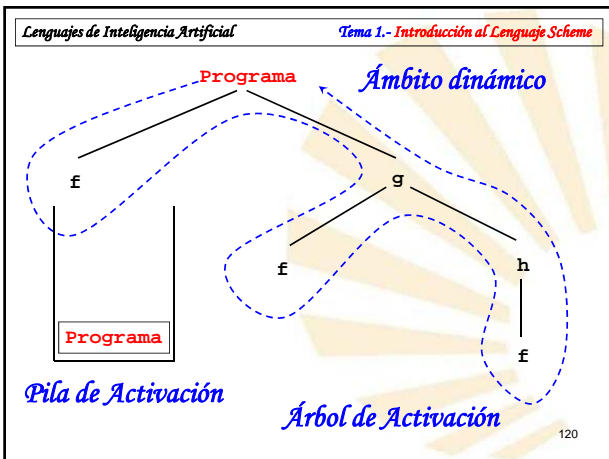 Lenguajes de Inteligencia Artificial Tema 1.- Introducción al Lenguaje Scheme
Programa Ámbito dinámico
f g
f h
Programa
f
Pila de Activación
Árbol de Activación
120